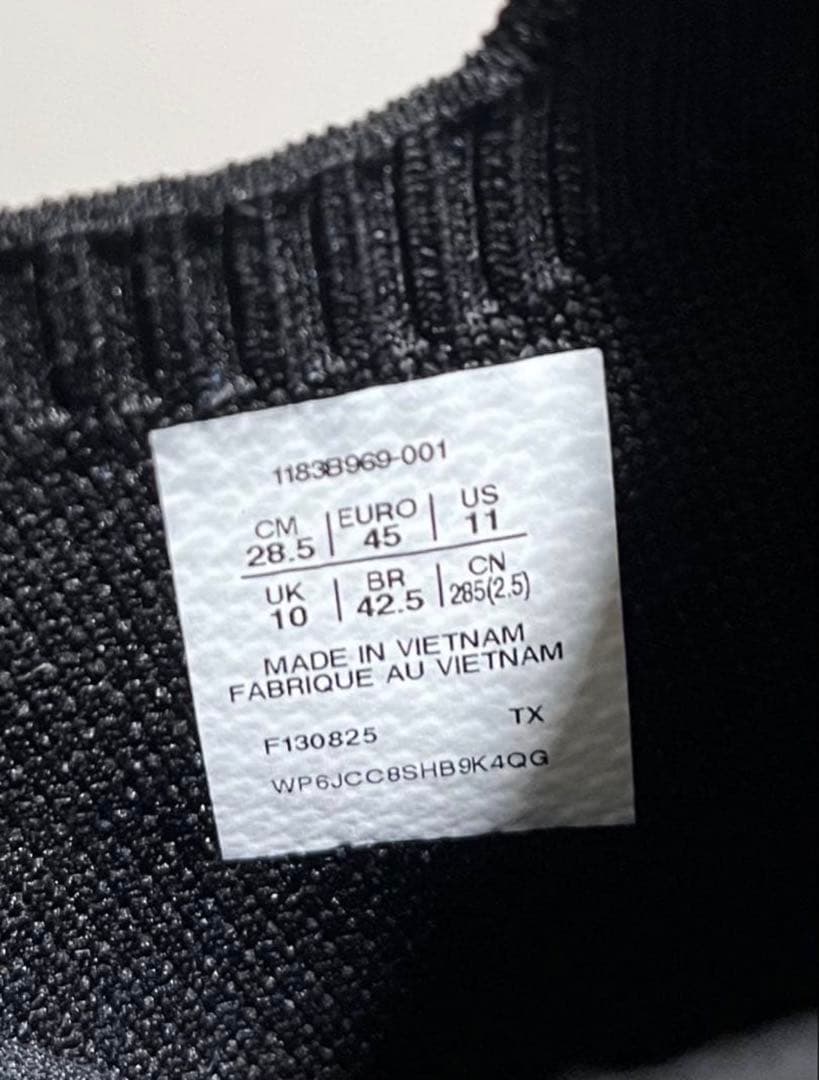 1183B969-001
CM 28.5 | EURO 45 | US 11
UK 10 | BR 42.5 | CN 285(2.5)
MADE IN VIETNAM
FABRIQUE AU VIETNAM
TX
F130825
WP6JCC8SHB9K4QG